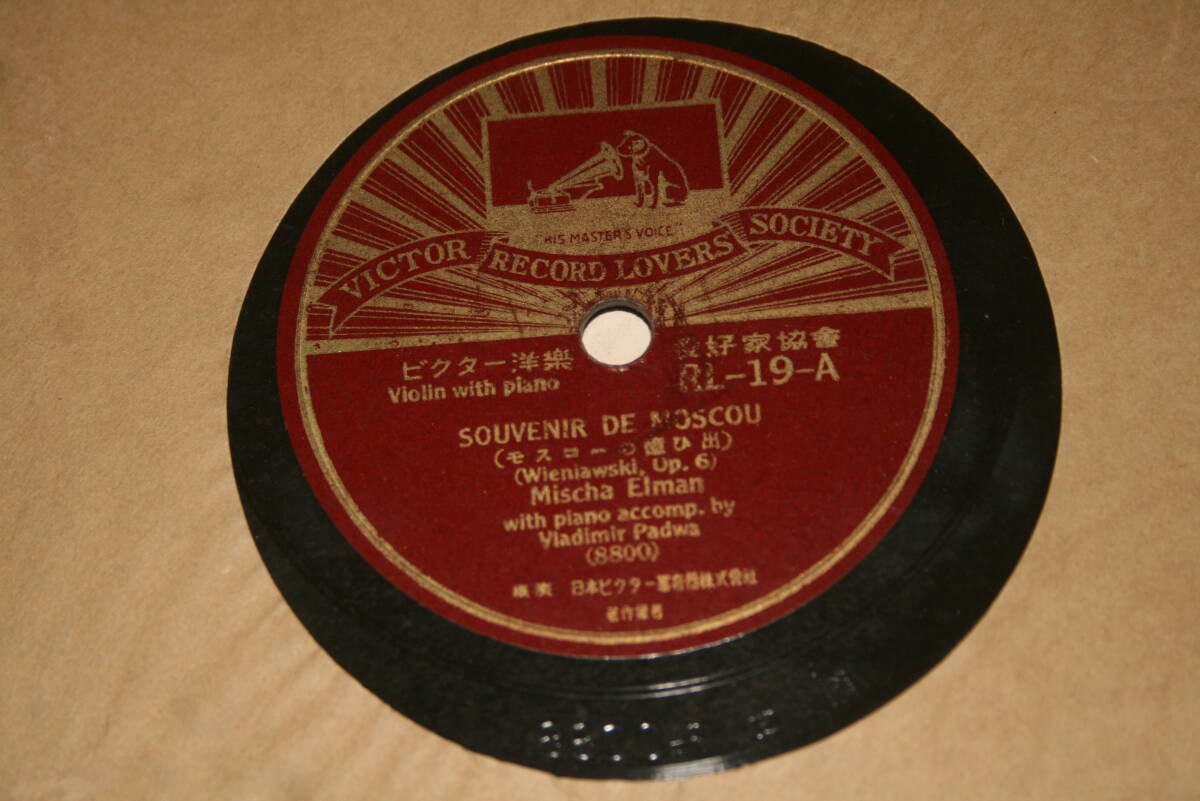 "HIS MASTER'S VOICE"
VICTOR RECORD LOVERS SOCIETY
ビクター洋樂 愛好家協會
Violin with piano RL-19-A
SOUVENIR DE MOSCOU
(モスコーの憶ひ出)
(Wieniawski, Op. 6)
Mischa Elman
with piano accomp. by
Vladimir Padwa
(8800)
日本ビクター蓄音器株式會社